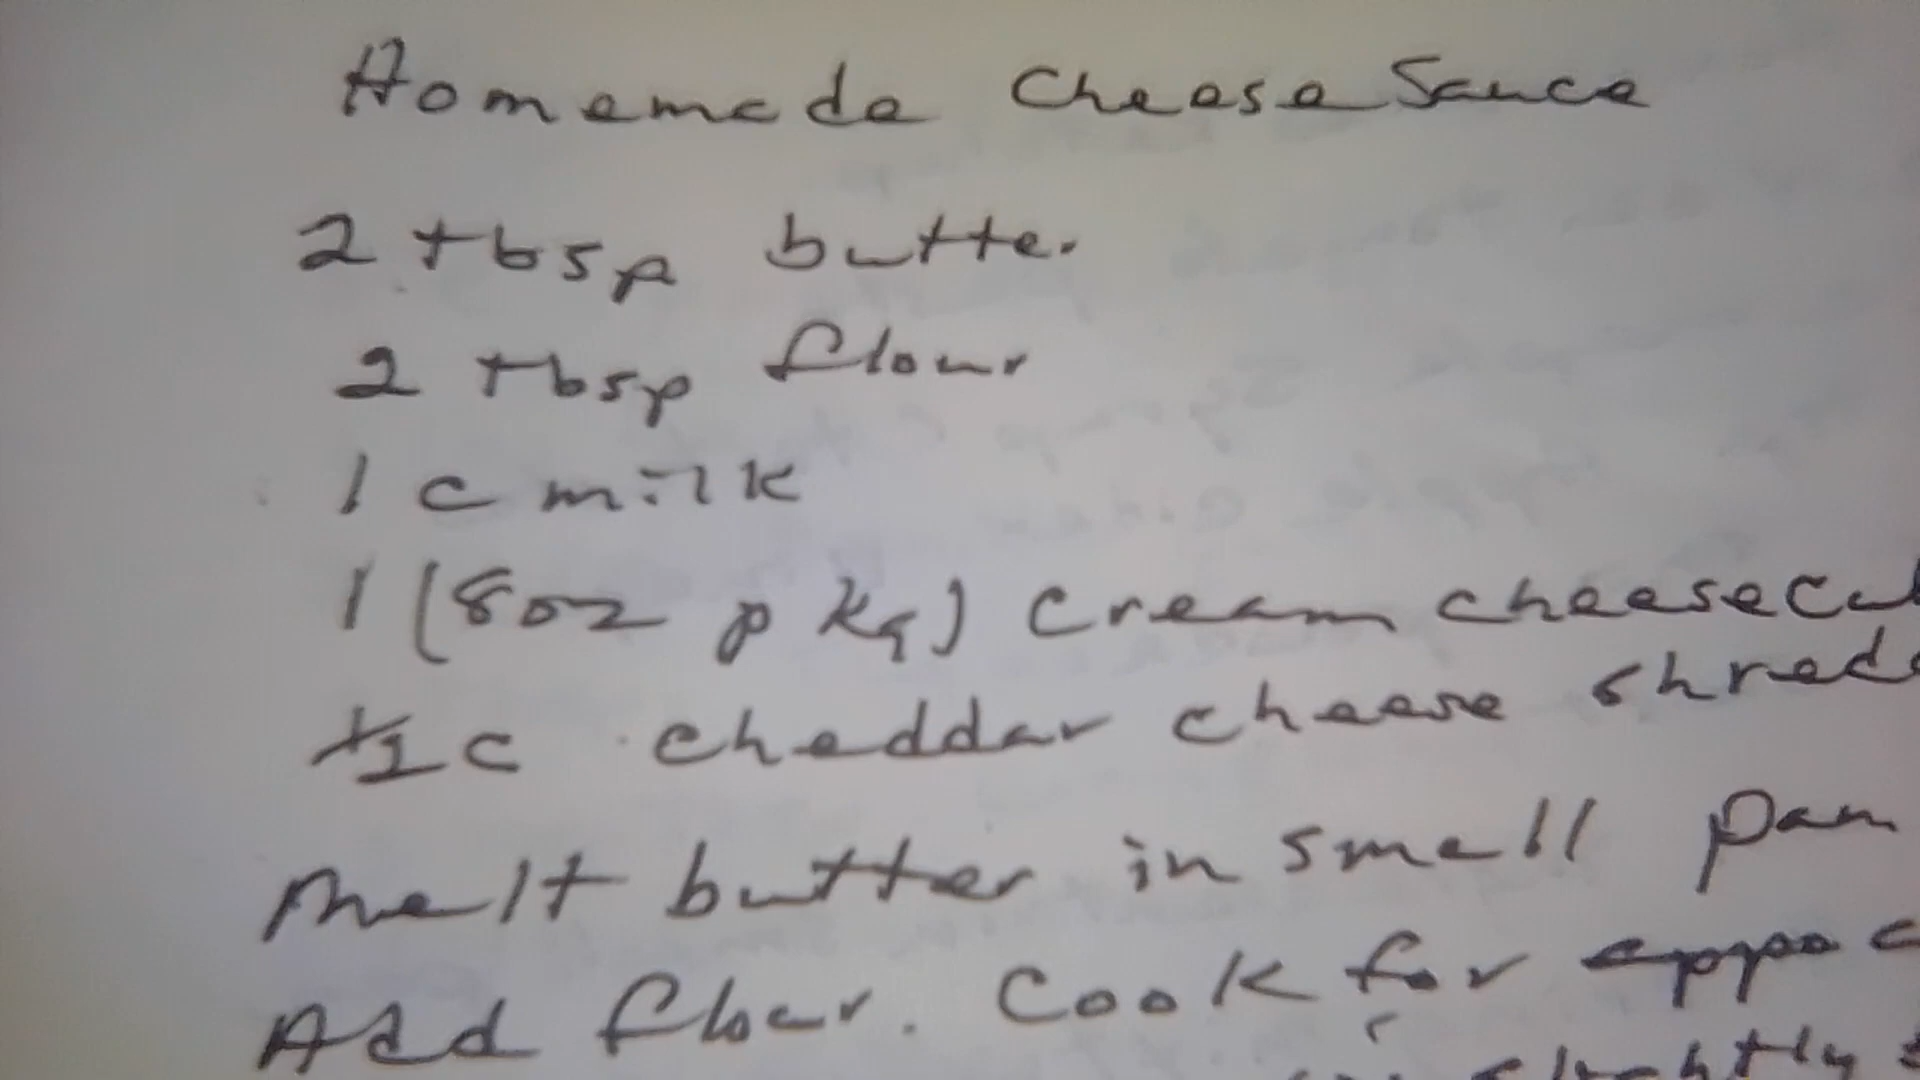 Homemade Cheese Sauce
2 tbsp butter
2 tbsp flour
1 c milk
1 (8oz pkg) cream cheese
½ c cheddar cheese
Melt butter in small pan
Add flour. Cook for
slightly